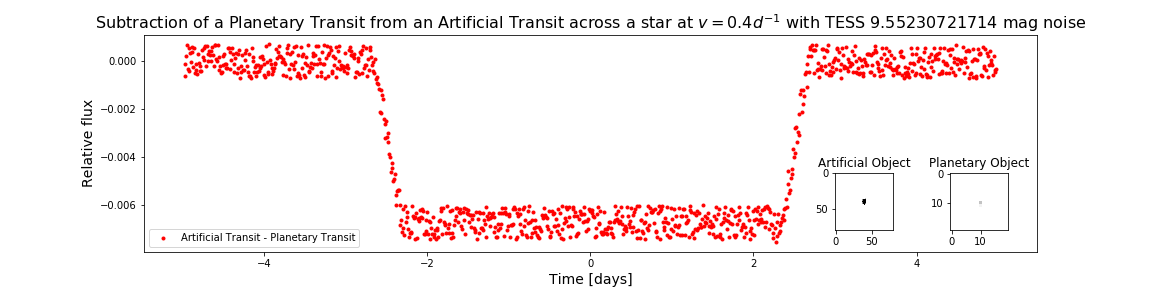 Subtraction of a Planetary Transit from an Artificial Transit across a star at v = 0.4d⁻¹ with TESS 9.55230721714 mag noise
Relative flux
0.000
−0.002
−0.004
−0.006
Artificial Transit - Planetary Transit
Artificial Object
0
50
0 50
Planetary Object
0
10
0 10
−4 −2 0 2 4
Time [days]